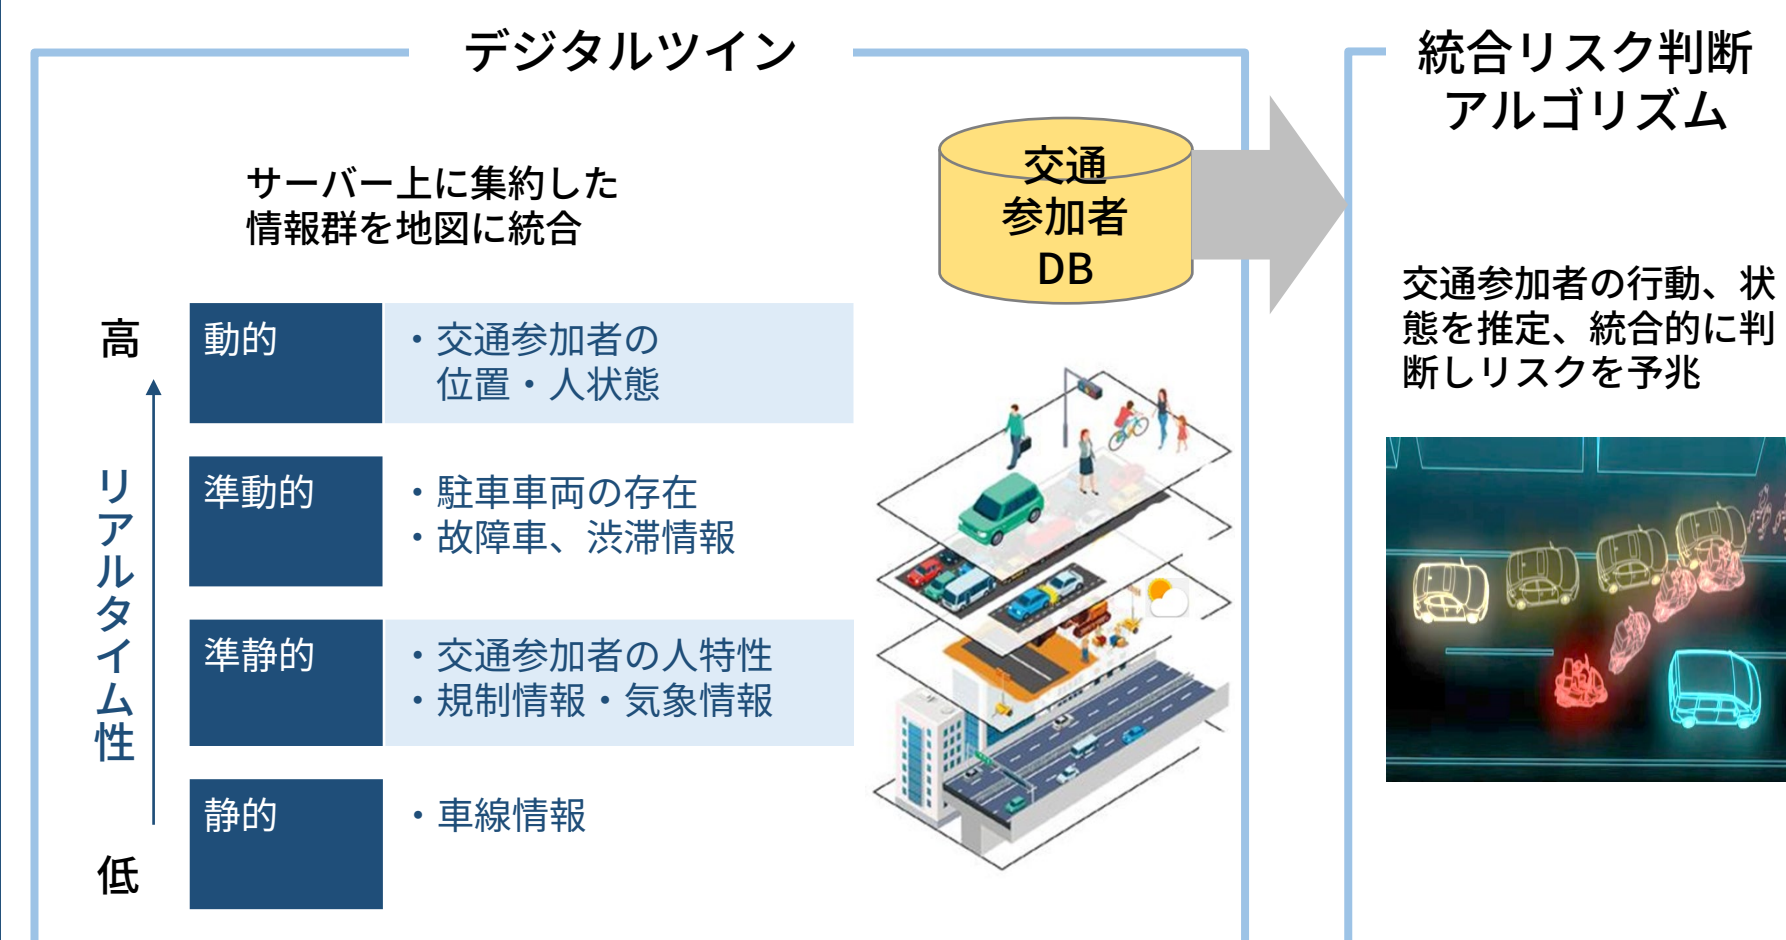 デジタルツイン
サーバー上に集約した
情報群を地図に統合
交通
参加者
DB
高
リアルタイム性
低
動的
・交通参加者の
位置・人状態
準動的
・駐車車両の存在
・故障車、渋滞情報
準静的
・交通参加者の人特性
・規制情報・気象情報
静的
・車線情報
統合リスク判断
アルゴリズム
交通参加者の行動、状
態を推定、統合的に判
断しリスクを予兆